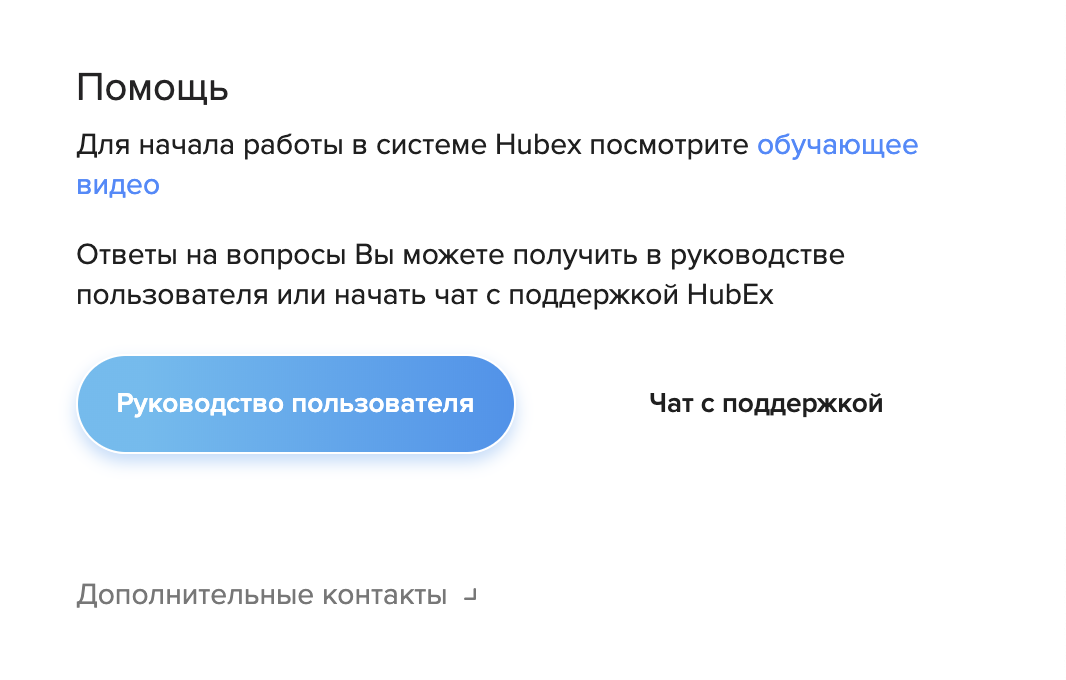 Помощь
Для начала работы в системе Hubex посмотрите обучающее
видео
Ответы на вопросы Вы можете получить в руководстве
пользователя или начать чат с поддержкой HubEx
Руководство пользователя
Чат с поддержкой
Дополнительные контакты